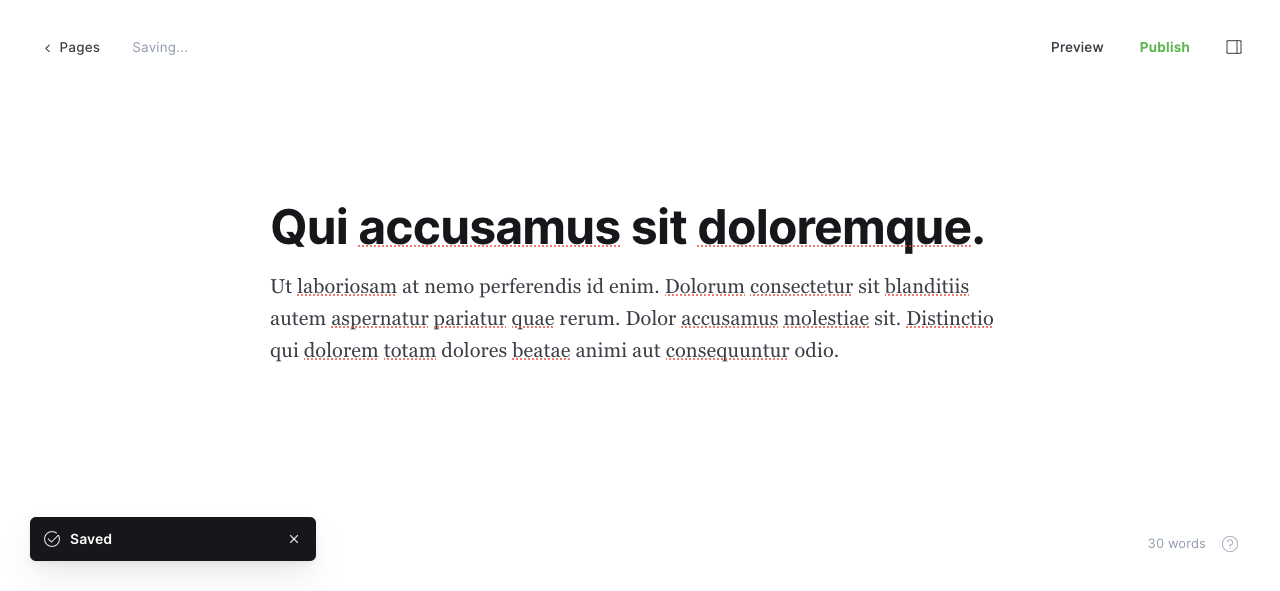 Pages
Saving...
Preview
Publish
Qui accusamus sit doloremque.
Ut laboriosam at nemo perferendis id enim. Dolorum consectetur sit blanditiis
autem aspernatur pariatur quae rerum. Dolor accusamus molestiae sit. Distinctio
qui dolorem totam dolores beatae animi aut consequuntur odio.
Saved
30 words